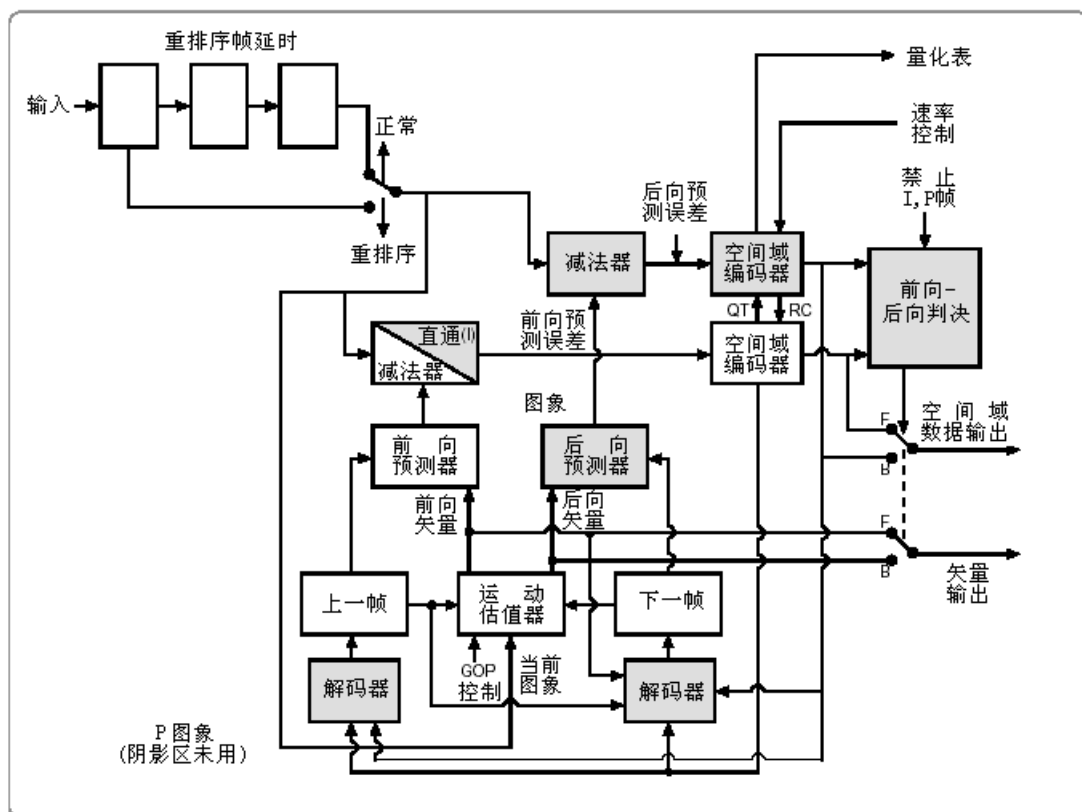 重排序帧延时
量化表
输入
正常
速率
控制
禁止
I,P帧
后向预
测误差
重排序
减法器
空间域
编码器
前向-
后向判决
QT
RC
前向预
测误差
直通(I)
减法器
空间域
编码器
图象
前向
预测器
后向
预测器
F
空间域
数据输出
B
前向
矢量
后向
矢量
F
B
矢量
输出
上一帧
运动
估值器
下一帧
GOP
控制
当前
图象
解码器
解码器
P图象
(阴影区未用)